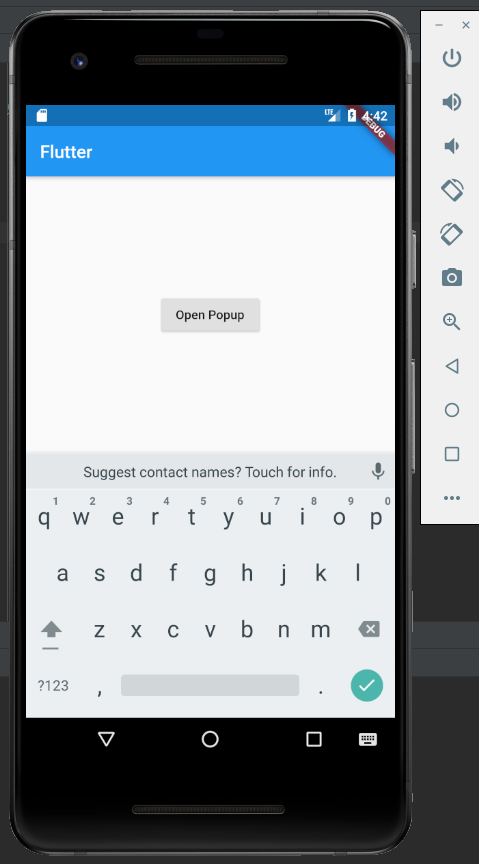 LTE 4:42
DEBUG
Flutter
Open Popup
Suggest contact names? Touch for info.
1 2 3 4 5 6 7 8 9 0
q w e r t y u i o p
a s d f g h j k l
z x c v b n m
?123 , .